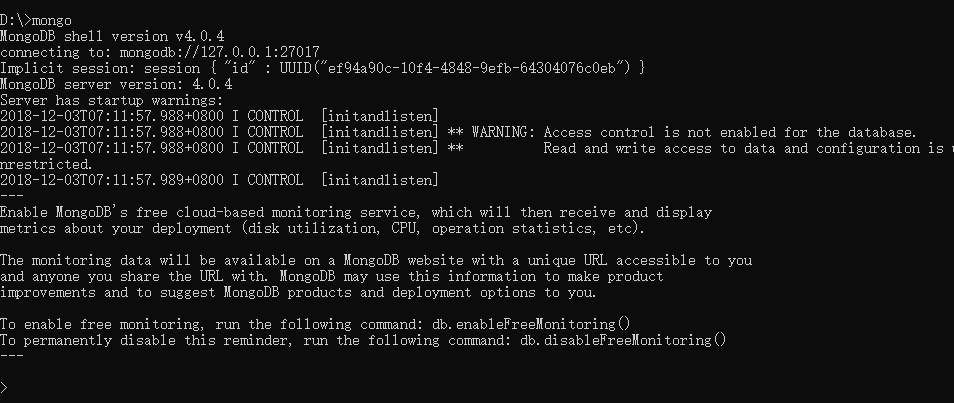 D:\>mongo
MongoDB shell version v4.0.4
connecting to: mongodb://127.0.0.1:27017
Implicit session: session { "id" : UUID("ef94a90c-10f4-4848-9efb-64304076c0eb") }
MongoDB server version: 4.0.4
Server has startup warnings:
2018-12-03T07:11:57.988+0800 I CONTROL  [initandlisten]
2018-12-03T07:11:57.988+0800 I CONTROL  [initandlisten] ** WARNING: Access control is not enabled for the database.
2018-12-03T07:11:57.988+0800 I CONTROL  [initandlisten] **          Read and write access to data and configuration is u
nrestricted.
2018-12-03T07:11:57.989+0800 I CONTROL  [initandlisten]
---
Enable MongoDB's free cloud-based monitoring service, which will then receive and display
metrics about your deployment (disk utilization, CPU, operation statistics, etc).
The monitoring data will be available on a MongoDB website with a unique URL accessible to you
and anyone you share the URL with. MongoDB may use this information to make product
improvements and to suggest MongoDB products and deployment options to you.
To enable free monitoring, run the following command: db.enableFreeMonitoring()
To permanently disable this reminder, run the following command: db.disableFreeMonitoring()
---
>